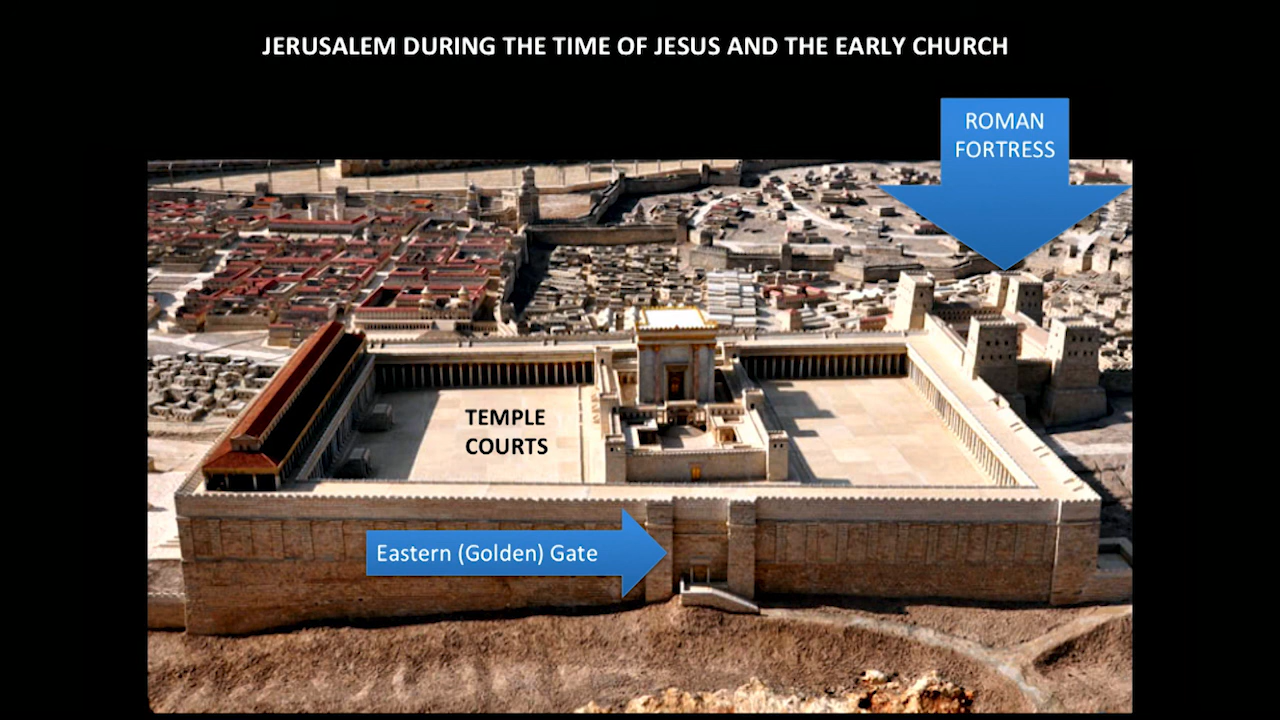 JERUSALEM DURING THE TIME OF JESUS AND THE EARLY CHURCH
ROMAN
FORTRESS
TEMPLE
COURTS
Eastern (Golden) Gate